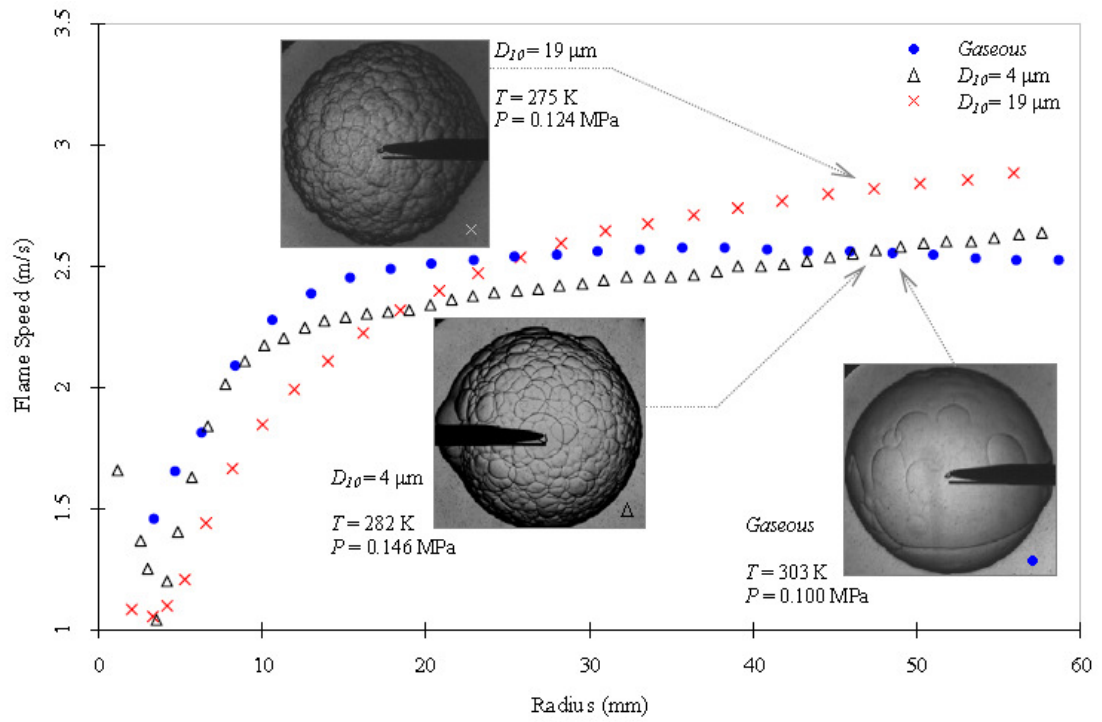 3.5
3
2.5
2
1.5
1
Flame Speed (m/s)
0 10 20 30 40 50 60
Radius (mm)
Gaseous
D10= 4 μm
D10= 19 μm
D10= 19 μm
T = 275 K
P = 0.124 MPa
D10= 4 μm
T = 282 K
P = 0.146 MPa
Gaseous
T = 303 K
P = 0.100 MPa